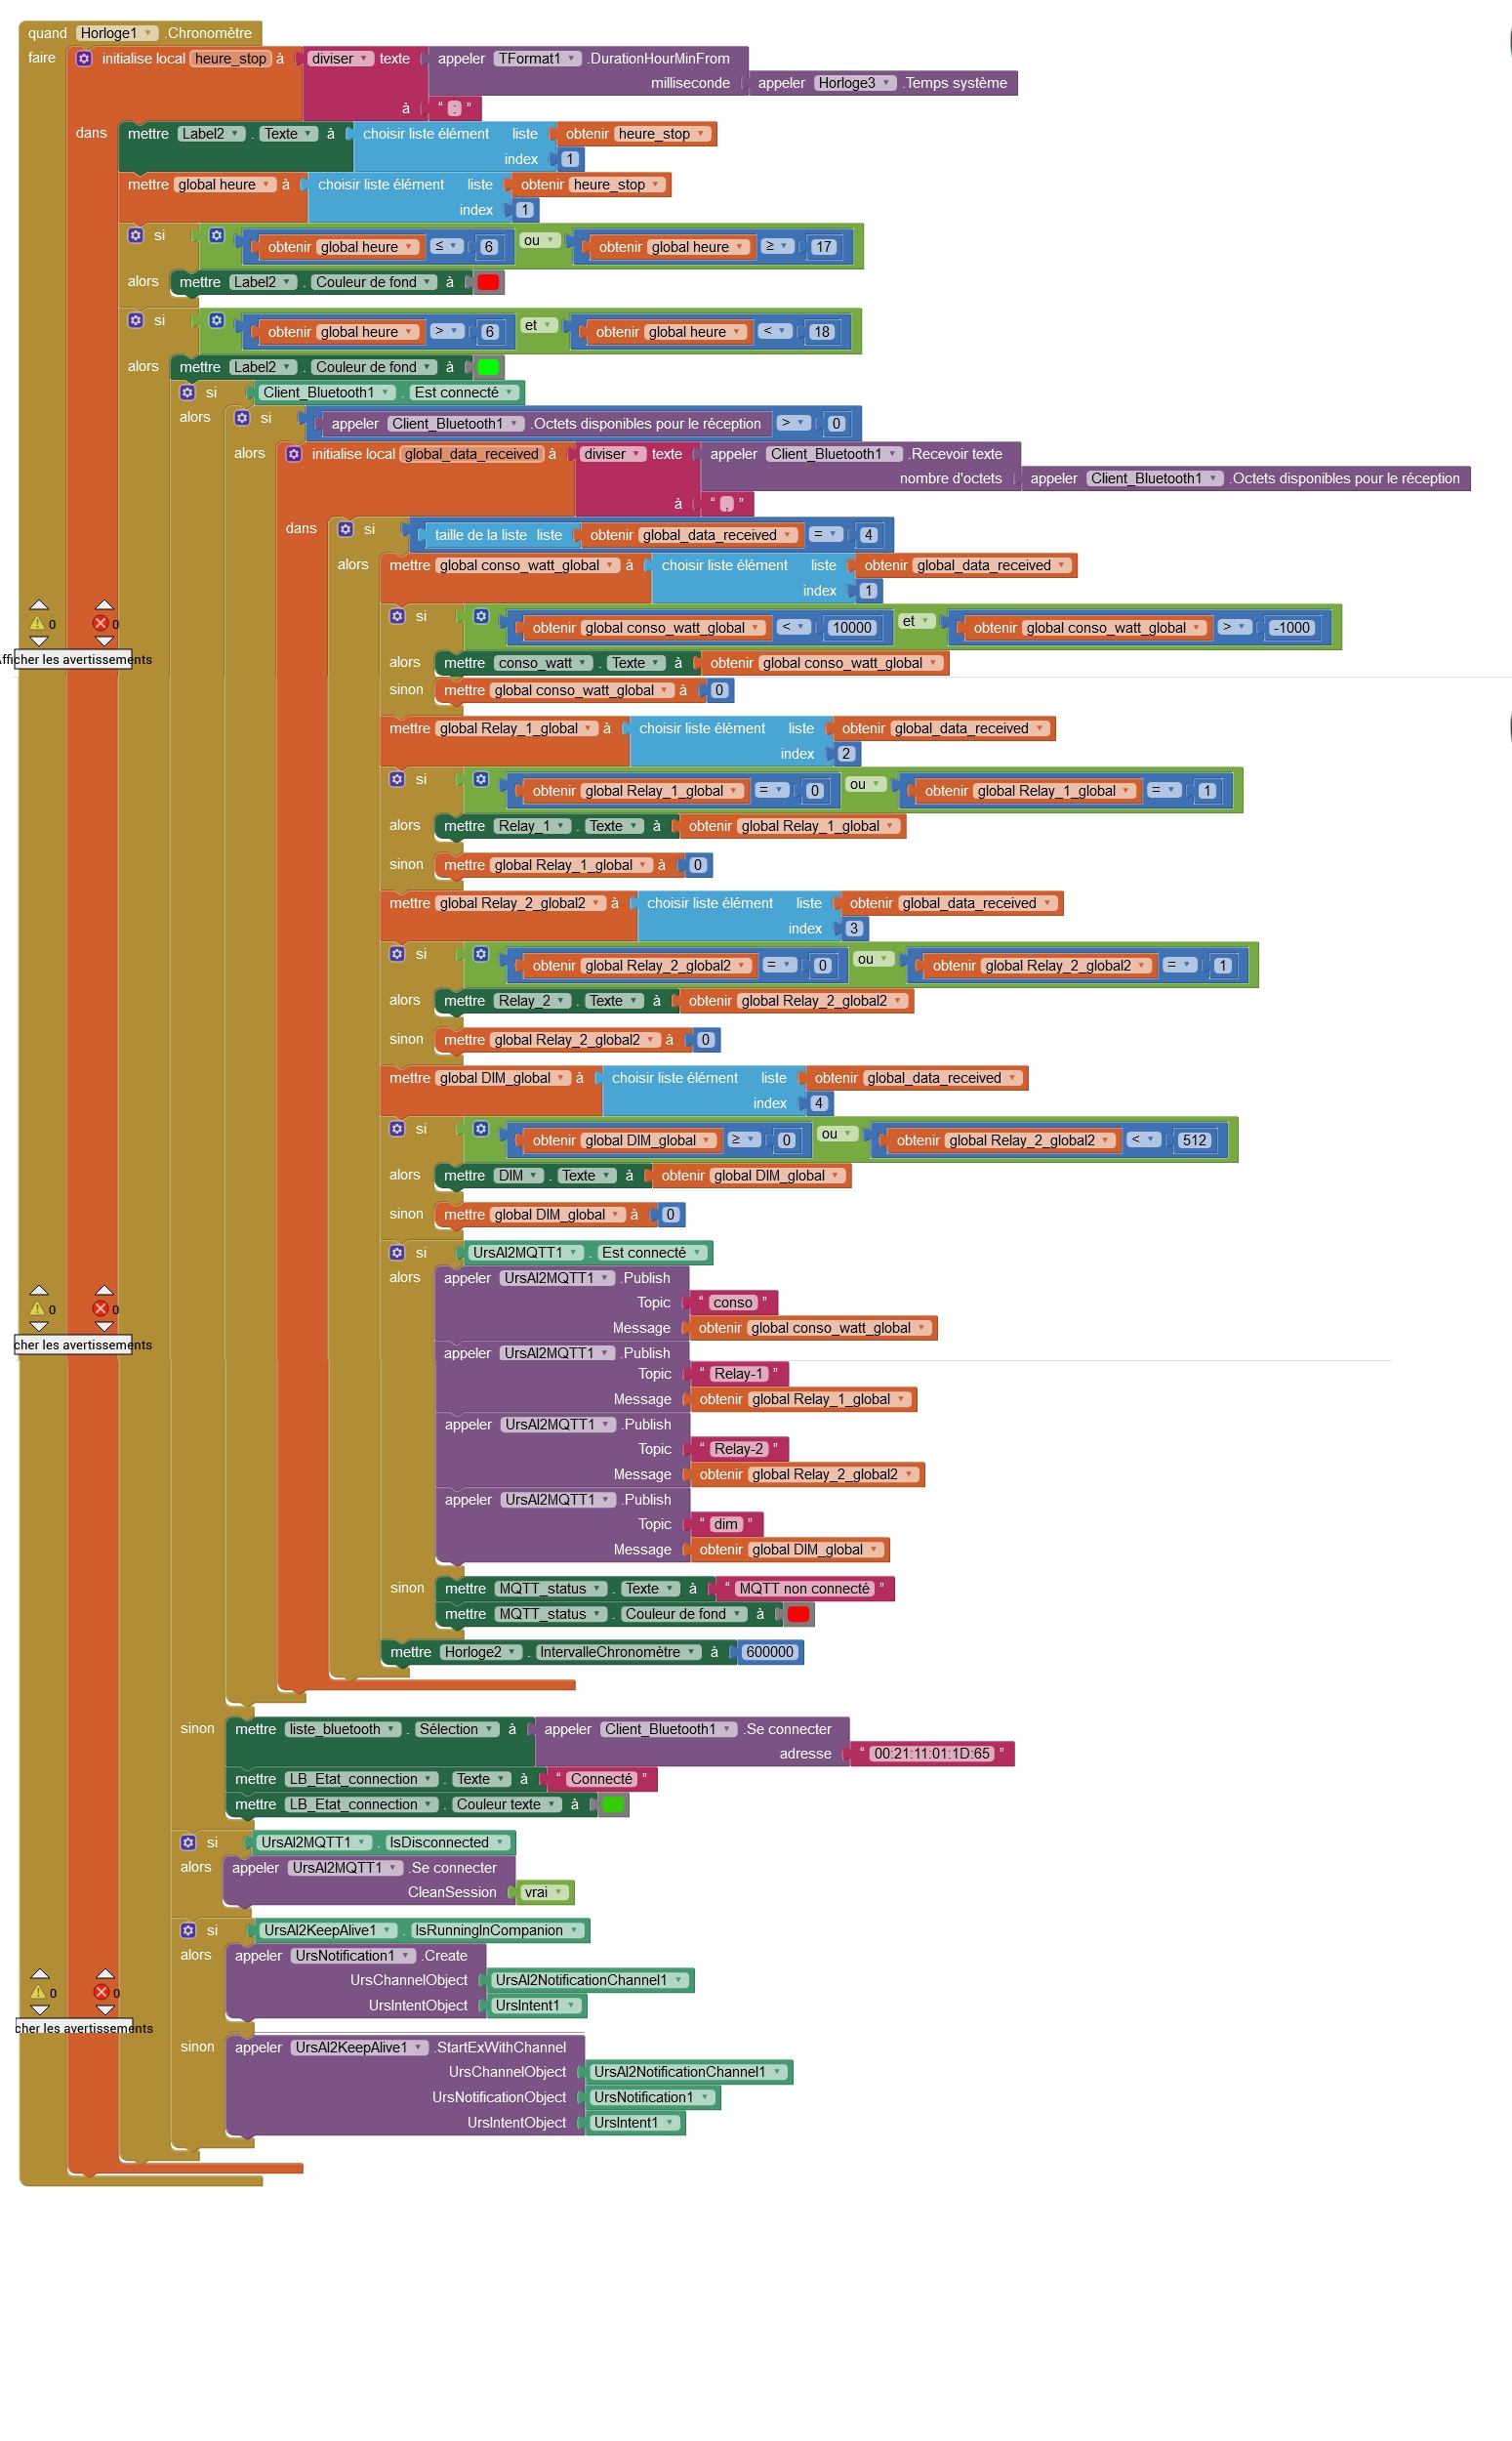 quand Horloge1 .Chronomètre
faire initialise local heure_stop à diviser texte appeler TFormat1 .DurationHourMinFrom
milliseconde appeler Horloge3 .Temps système
à “ : ”
dans mettre Label2 . Texte à choisir liste élément liste obtenir heure_stop
index 1
mettre global heure à choisir liste élément liste obtenir heure_stop
index 1
si obtenir global heure ≤ 6 ou obtenir global heure ≥ 17
alors mettre Label2 . Couleur de fond à
si obtenir global heure > 6 et obtenir global heure < 18
alors mettre Label2 . Couleur de fond à
si Client_Bluetooth1 . Est connecté
alors si appeler Client_Bluetooth1 .Octets disponibles pour le réception > 0
alors initialise local global_data_received à diviser texte appeler Client_Bluetooth1 .Recevoir texte
nombre d'octets appeler Client_Bluetooth1 .Octets disponibles pour le réception
à “ , ”
dans si taille de la liste liste obtenir global_data_received = 4
alors mettre global conso_watt_global à choisir liste élément liste obtenir global_data_received
index 1
si obtenir global conso_watt_global < 10000 et obtenir global conso_watt_global > -1000
0 0
alors mettre conso_watt . Texte à obtenir global conso_watt_global
fficher les avertissements
sinon mettre global conso_watt_global à 0
mettre global Relay_1_global à choisir liste élément liste obtenir global_data_received
index 2
si obtenir global Relay_1_global = 0 ou obtenir global Relay_1_global = 1
alors mettre Relay_1 . Texte à obtenir global Relay_1_global
sinon mettre global Relay_1_global à 0
mettre global Relay_2_global2 à choisir liste élément liste obtenir global_data_received
index 3
si obtenir global Relay_2_global2 = 0 ou obtenir global Relay_2_global2 = 1
alors mettre Relay_2 . Texte à obtenir global Relay_2_global2
sinon mettre global Relay_2_global2 à 0
mettre global DIM_global à choisir liste élément liste obtenir global_data_received
index 4
si obtenir global DIM_global ≥ 0 ou obtenir global Relay_2_global2 < 512
alors mettre DIM . Texte à obtenir global DIM_global
sinon mettre global DIM_global à 0
si UrsAI2MQTT1 . Est connecté
alors appeler UrsAI2MQTT1 .Publish
Topic “ conso ”
0 0
Message obtenir global conso_watt_global
cher les avertissements
appeler UrsAI2MQTT1 .Publish
Topic “ Relay-1 ”
Message obtenir global Relay_1_global
appeler UrsAI2MQTT1 .Publish
Topic “ Relay-2 ”
Message obtenir global Relay_2_global2
appeler UrsAI2MQTT1 .Publish
Topic “ dim ”
Message obtenir global DIM_global
sinon mettre MQTT_status . Texte à “ MQTT non connecté ”
mettre MQTT_status . Couleur de fond à
mettre Horloge2 . IntervalleChronomètre à 600000
sinon mettre liste_bluetooth . Sélection à appeler Client_Bluetooth1 .Se connecter
adresse “ 00:21:11:01:1D:65 ”
mettre LB_Etat_connection . Texte à “ Connecté ”
mettre LB_Etat_connection . Couleur texte à
si UrsAI2MQTT1 . IsDisconnected
alors appeler UrsAI2MQTT1 .Se connecter
CleanSession vrai
si UrsAI2KeepAlive1 . IsRunningInCompanion
alors appeler UrsNotification1 .Create
UrsChannelObject UrsAI2NotificationChannel1
0 0
UrsIntentObject UrsIntent1
cher les avertissements
sinon appeler UrsAI2KeepAlive1 .StartExWithChannel
UrsChannelObject UrsAI2NotificationChannel1
UrsNotificationObject UrsNotification1
UrsIntentObject UrsIntent1